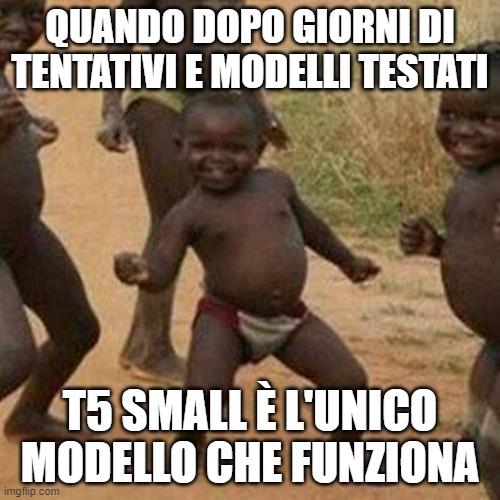 QUANDO DOPO GIORNI DI
TENTATIVI E MODELLI TESTATI
T5 SMALL È L'UNICO
MODELLO CHE FUNZIONA
imgflip.com